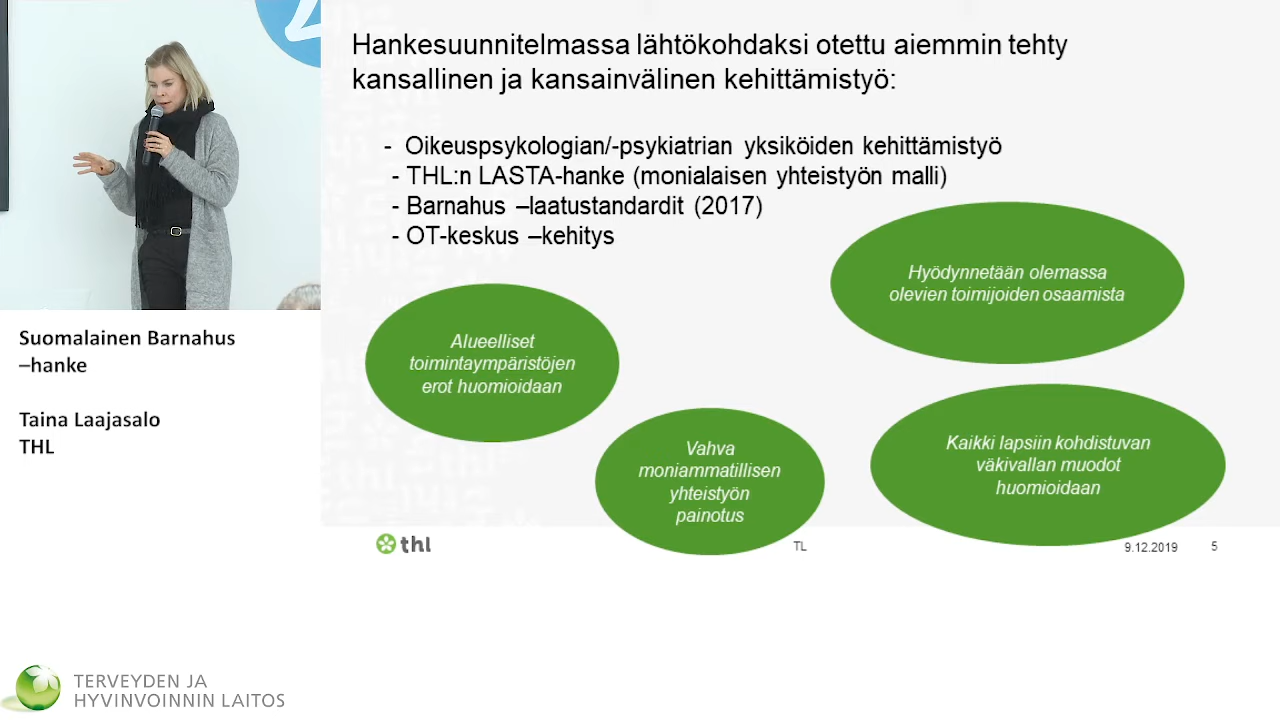 Hankesuunnitelmassa lähtökohdaksi otettu aiemmin tehty
kansallinen ja kansainvälinen kehittämistyö:
- Oikeuspsykologian/-psykiatrian yksiköiden kehittämistyö
- THL:n LASTA-hanke (monialaisen yhteistyön malli)
- Barnahus –laatustandardit (2017)
- OT-keskus –kehitys
Hyödynnetään olemassa
olevien toimijoiden osaamista
Alueelliset
toimintaympäristöjen
erot huomioidaan
Vahva
moniammatillisen
yhteistyön
painotus
Kaikki lapsiin kohdistuvan
väkivallan muodot
huomioidaan
thl
TL
9.12.2019
5
Suomalainen Barnahus
–hanke
Taina Laajasalo
THL
TERVEYDEN JA
HYVINVOINNIN LAITOS